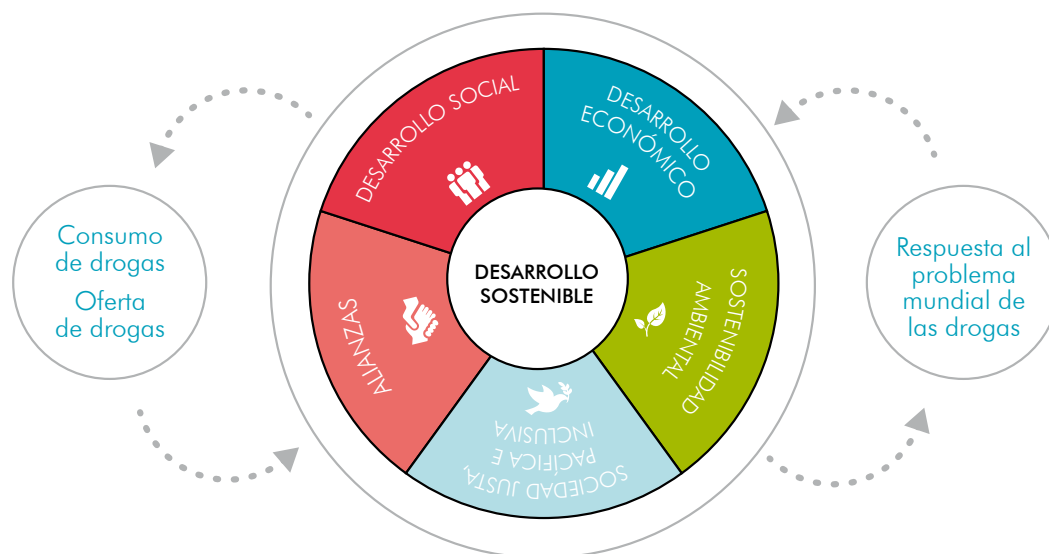 DESARROLLO SOCIAL
DESARROLLO
ECONÓMICO
Consumo
de drogas
Oferta
de drogas
DESARROLLO
SOSTENIBLE
Respuesta al
problema
mundial de
las drogas
ALIANZAS
SOSTENIBILIDAD
AMBIENTAL
SOCIEDAD JUSTA,
PACÍFICA E
INCLUSIVA